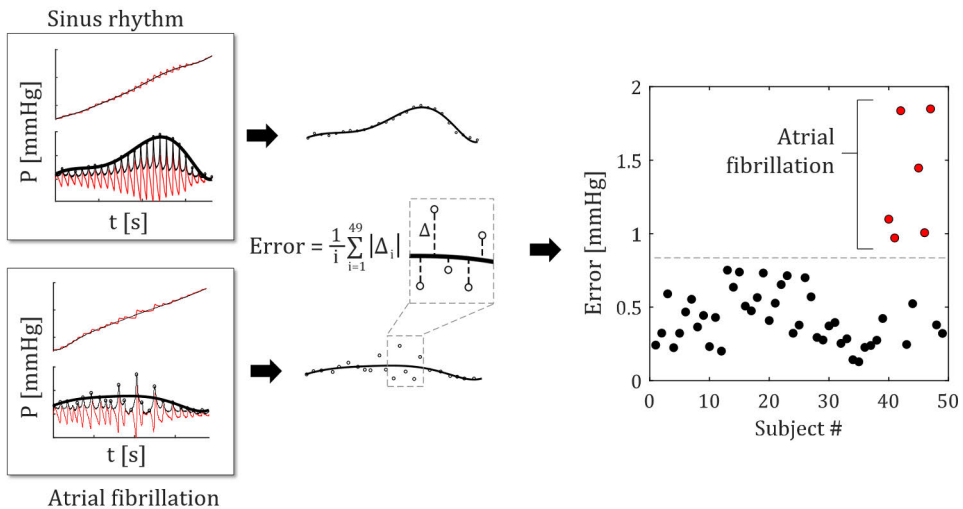 Sinus rhythm
P [mmHg]
t [s]
Error = 1/i ∑ i=1 49 |Δi|
Δ
P [mmHg]
t [s]
Atrial fibrillation
2
1.5
1
0.5
0
Error [mmHg]
Atrial
fibrillation
0 10 20 30 40 50
Subject #